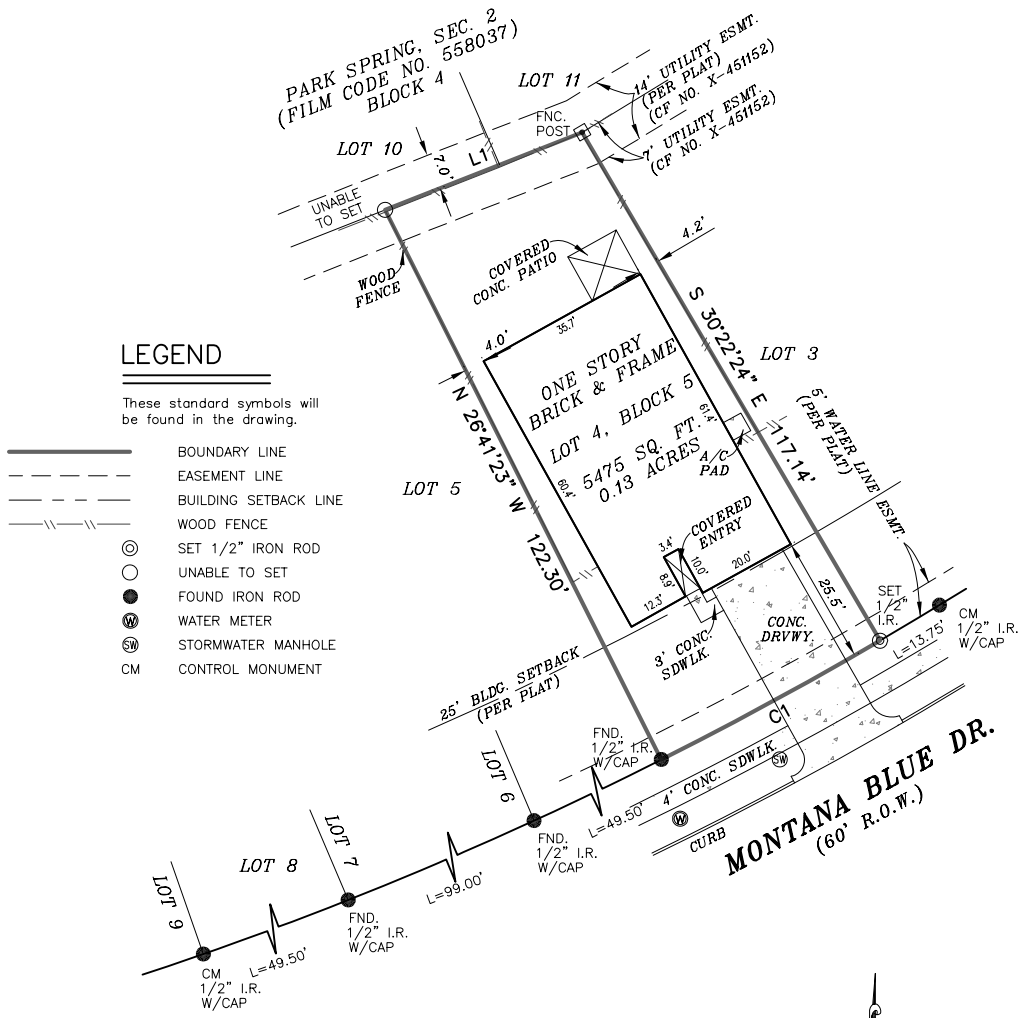 PARK SPRING, SEC. 2
(FILM CODE NO. 558037)
BLOCK 4
LOT 11
14' UTILITY ESMT.
(PER PLAT)
(CF NO. X-451152)
7' UTILITY ESMT.
(CF NO. X-451152)
FNC.
POST
LOT 10
L1
7.0'
UNABLE
TO SET
WOOD
FENCE
COVERED
CONC. PATIO
4.2'
4.0'
35.7'
S 30°22'24" E 117.14'
LOT 3
ONE STORY
BRICK & FRAME
LOT 4, BLOCK 5
5475 SQ. FT.
0.13 ACRES
61.4'
60.4'
A/C
PAD
5' WATER LINE ESMT.
(PER PLAT)
N 26°41'23" W 122.30'
LOT 5
COVERED
ENTRY
3.4'
10.0'
8.9'
20.0'
12.3'
25.5'
SET
1/2"
I.R.
CM
1/2" I.R.
W/CAP
L=13.75'
CONC.
DRVWY.
3' CONC.
SDWLK.
25' BLDG. SETBACK
(PER PLAT)
C1
FND.
1/2" I.R.
W/CAP
SW
4' CONC. SDWLK.
W
CURB
MONTANA BLUE DR.
(60' R.O.W.)
LOT 6
L=49.50'
FND.
1/2" I.R.
W/CAP
LOT 7
LOT 8
L=99.00'
FND.
1/2" I.R.
W/CAP
LOT 9
L=49.50'
CM
1/2" I.R.
W/CAP
LEGEND
These standard symbols will
be found in the drawing.
BOUNDARY LINE
EASEMENT LINE
BUILDING SETBACK LINE
WOOD FENCE
SET 1/2" IRON ROD
UNABLE TO SET
FOUND IRON ROD
W WATER METER
SW STORMWATER MANHOLE
CM CONTROL MONUMENT